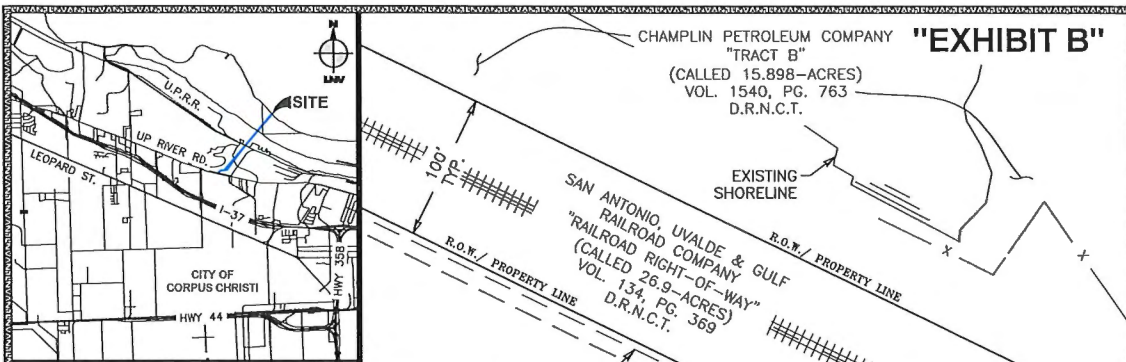 N
LNV
SITE
U.P.R.R.
UP RIVER RD.
LEOPARD ST.
I-37
HWY 358
CITY OF
CORPUS CHRISTI
HWY 44
CHAMPLIN PETROLEUM COMPANY
"TRACT B"
(CALLED 15.898-ACRES)
VOL. 1540, PG. 763
D.R.N.C.T.
"EXHIBIT B"
100'
TYP.
EXISTING
SHORELINE
SAN ANTONIO, UVALDE & GULF
RAILROAD COMPANY
"RAILROAD RIGHT-OF-WAY"
(CALLED 26.9-ACRES)
VOL. 134, PG. 369
D.R.N.C.T.
R.O.W./ PROPERTY LINE
R.O.W./ PROPERTY LINE
X
X